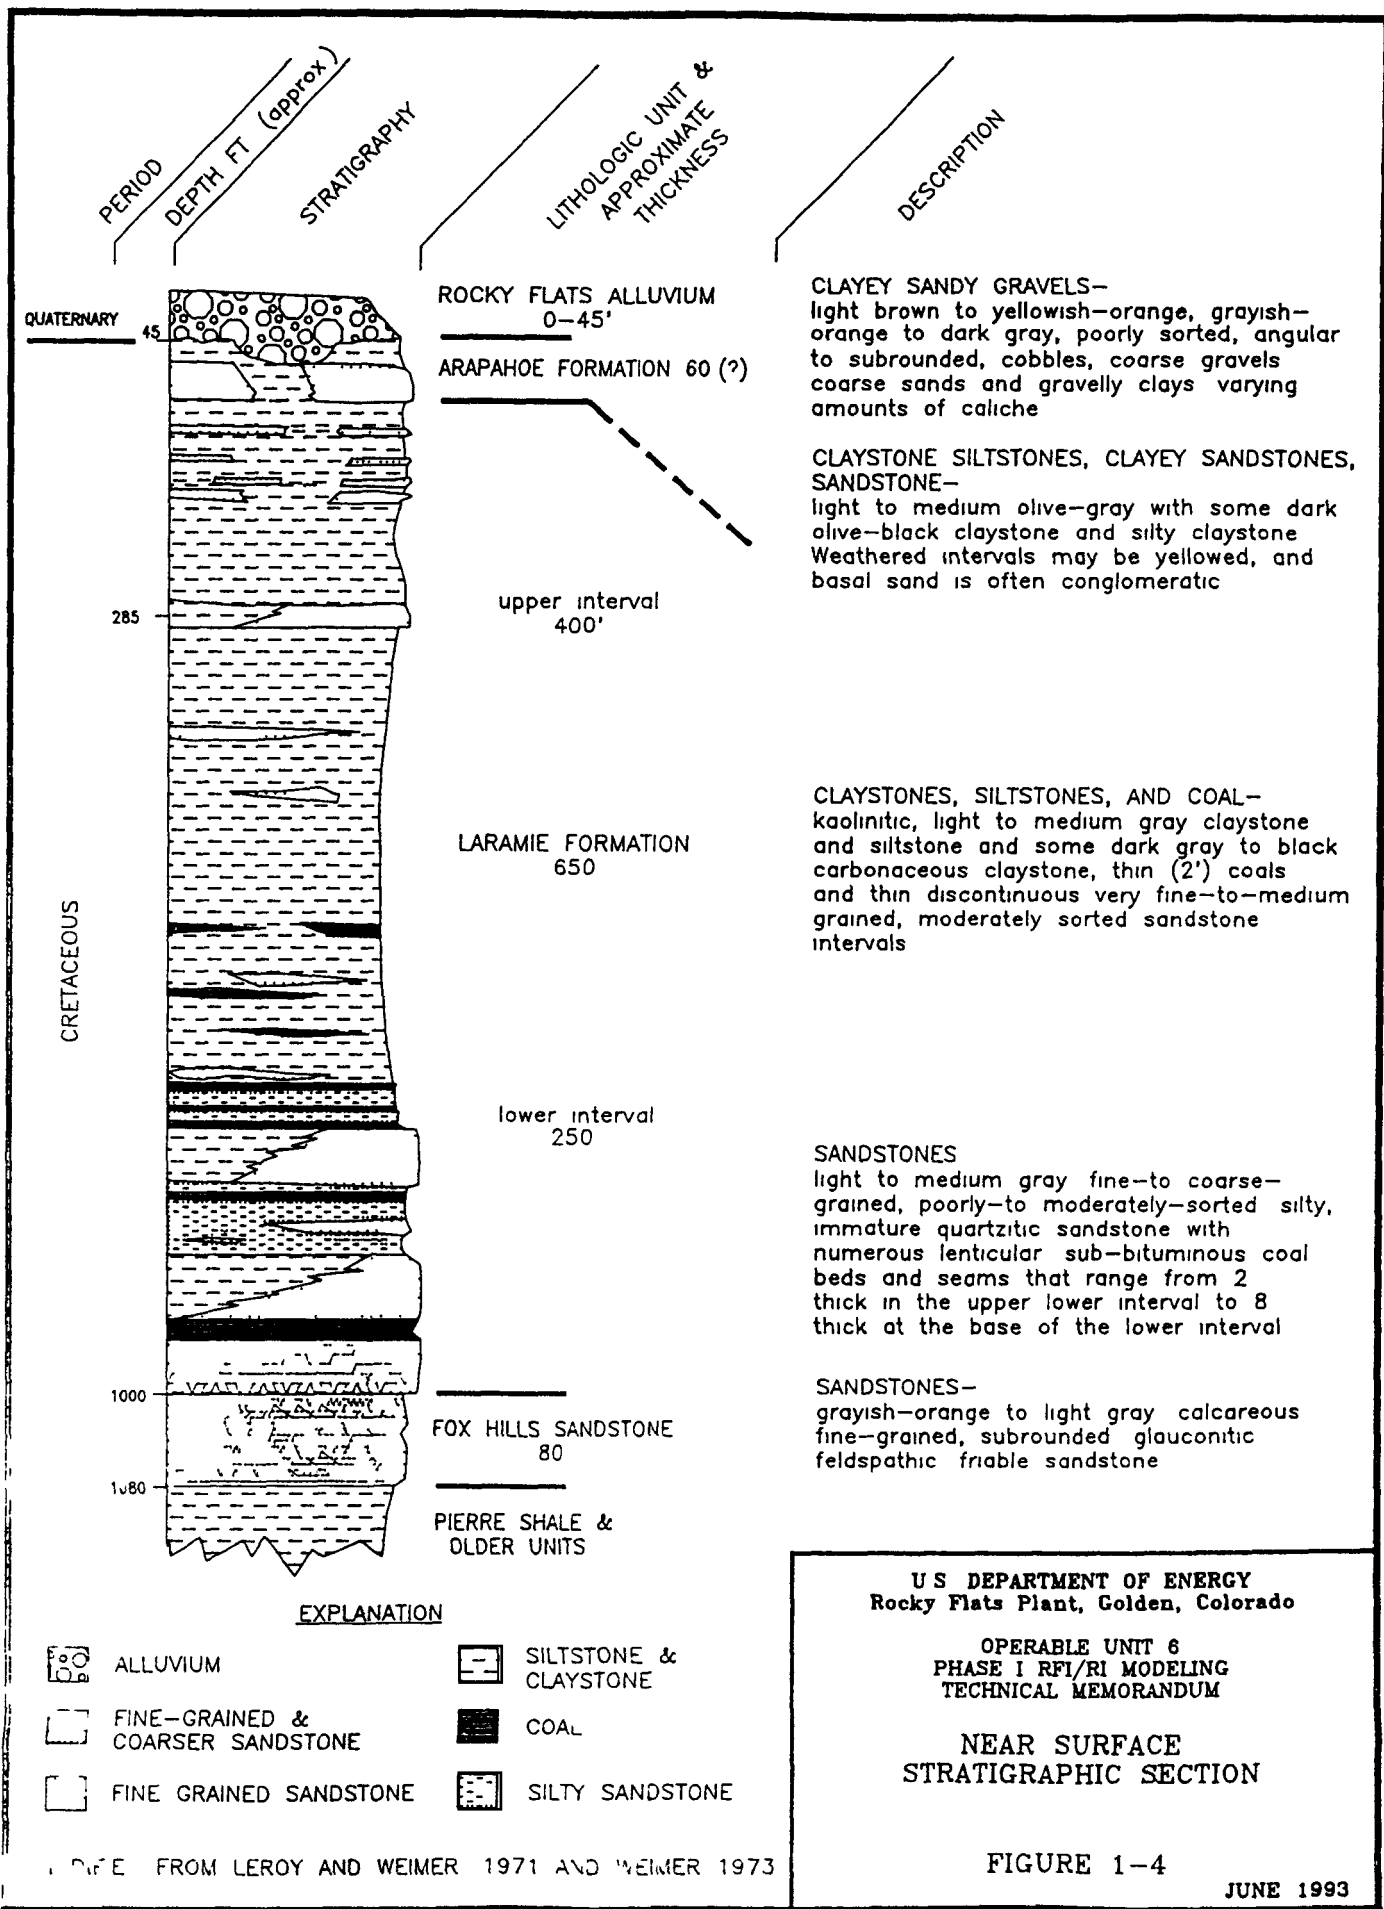 PERIOD
DEPTH FT (approx)
STRATIGRAPHY
LITHOLOGIC UNIT &
APPROXIMATE
THICKNESS
DESCRIPTION
QUATERNARY
45
285
1000
CRETACEOUS
ROCKY FLATS ALLUVIUM
0-45'
ARAPAHOE FORMATION 60 (?)
upper interval
400'
LARAMIE FORMATION
650
lower interval
250
FOX HILLS SANDSTONE
80
PIERRE SHALE &
OLDER UNITS
CLAYEY SANDY GRAVELS-
light brown to yellowish-orange, grayish-
orange to dark gray, poorly sorted, angular
to subrounded, cobbles, coarse gravels
coarse sands and gravelly clays varying
amounts of caliche
CLAYSTONE SILTSTONES, CLAYEY SANDSTONES,
SANDSTONE-
light to medium olive-gray with some dark
olive-black claystone and silty claystone
Weathered intervals may be yellowed, and
basal sand is often conglomeratic
CLAYSTONES, SILTSTONES, AND COAL-
kaolinitic, light to medium gray claystone
and siltstone and some dark gray to black
carbonaceous claystone, thin (2') coals
and thin discontinuous very fine-to-medium
grained, moderately sorted sandstone
intervals
SANDSTONES
light to medium gray fine-to coarse-
grained, poorly-to moderately-sorted silty,
immature quartzitic sandstone with
numerous lenticular sub-bituminous coal
beds and seams that range from 2
thick in the upper lower interval to 8
thick at the base of the lower interval
SANDSTONES-
grayish-orange to light gray calcareous
fine-grained, subrounded glauconitic
feldspathic friable sandstone
EXPLANATION
ALLUVIUM
FINE-GRAINED &
COARSER SANDSTONE
FINE GRAINED SANDSTONE
SILTSTONE &
CLAYSTONE
COAL
SILTY SANDSTONE
FROM LEROY AND WEIMER 1971 AND WEIMER 1973
U S DEPARTMENT OF ENERGY
Rocky Flats Plant, Golden, Colorado
OPERABLE UNIT 6
PHASE I RFI/RI MODELING
TECHNICAL MEMORANDUM
NEAR SURFACE
STRATIGRAPHIC SECTION
FIGURE 1-4
JUNE 1993